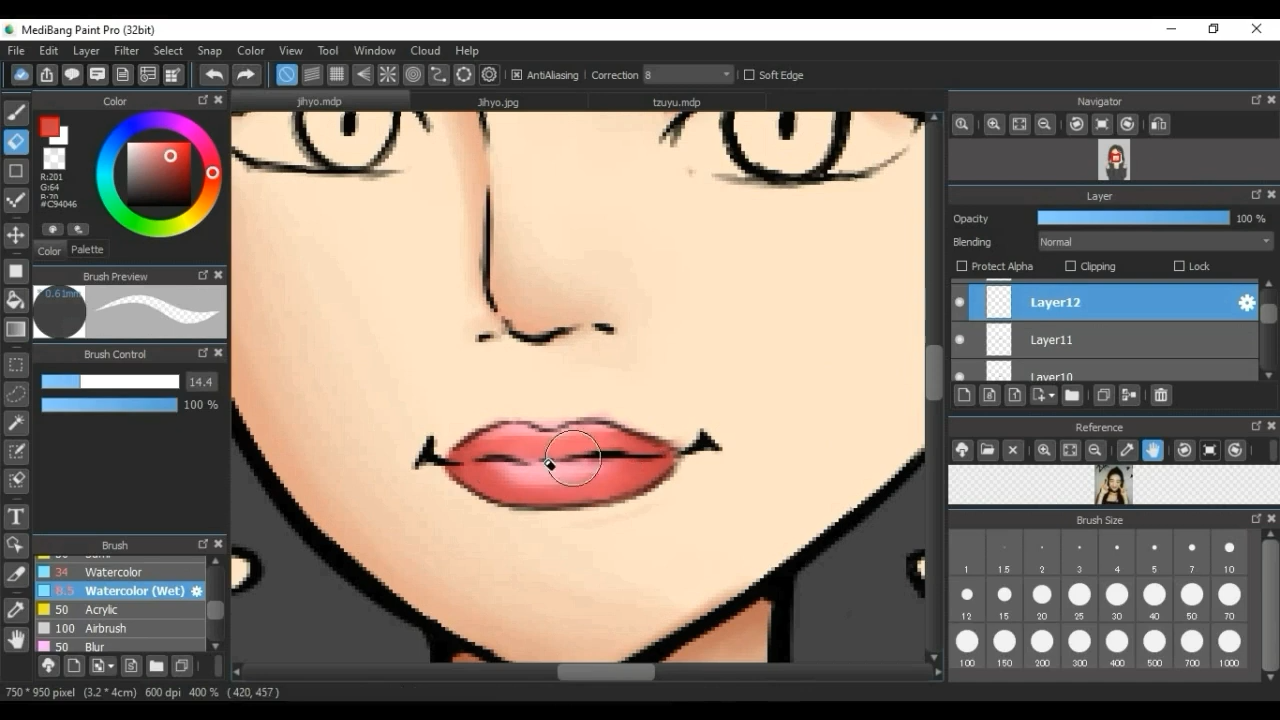 MediBang Paint Pro (32bit)
File Edit Layer Filter Select Snap Color View Tool Window Cloud Help
AntiAliasing Correction 8 Soft Edge
Color
jihyo.mdp Jihyo.jpg tzuyu.mdp
Navigator
R:201
G:64
B:70
#C94046
Color Palette
Layer
Opacity 100 %
Blending Normal
Protect Alpha Clipping Lock
Brush Preview
0.61mm
Layer12
Layer11
Layer10
Brush Control
14.4
100 %
Reference
Brush Size
1 1.5 2 3 4 5 7 10
12 15 20 25 30 40 50 70
100 150 200 300 400 500 700 1000
Brush
34 Watercolor
8.5 Watercolor (Wet)
50 Acrylic
100 Airbrush
50 Blur
750 * 950 pixel (3.2 * 4cm) 600 dpi 400 % ( 420, 457 )